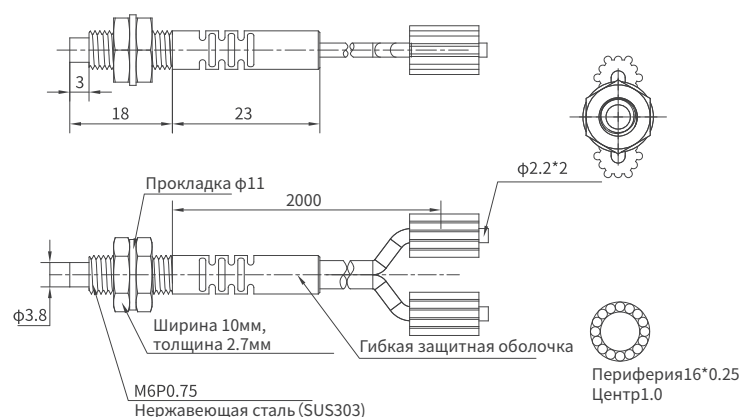 3
18
23
ф2.2*2
Прокладка ф11
2000
ф3.8
Ширина 10мм,
толщина 2.7мм
Гибкая защитная оболочка
Периферия16*0.25
Центр1.0
M6P0.75
Нержавеющая сталь (SUS303)